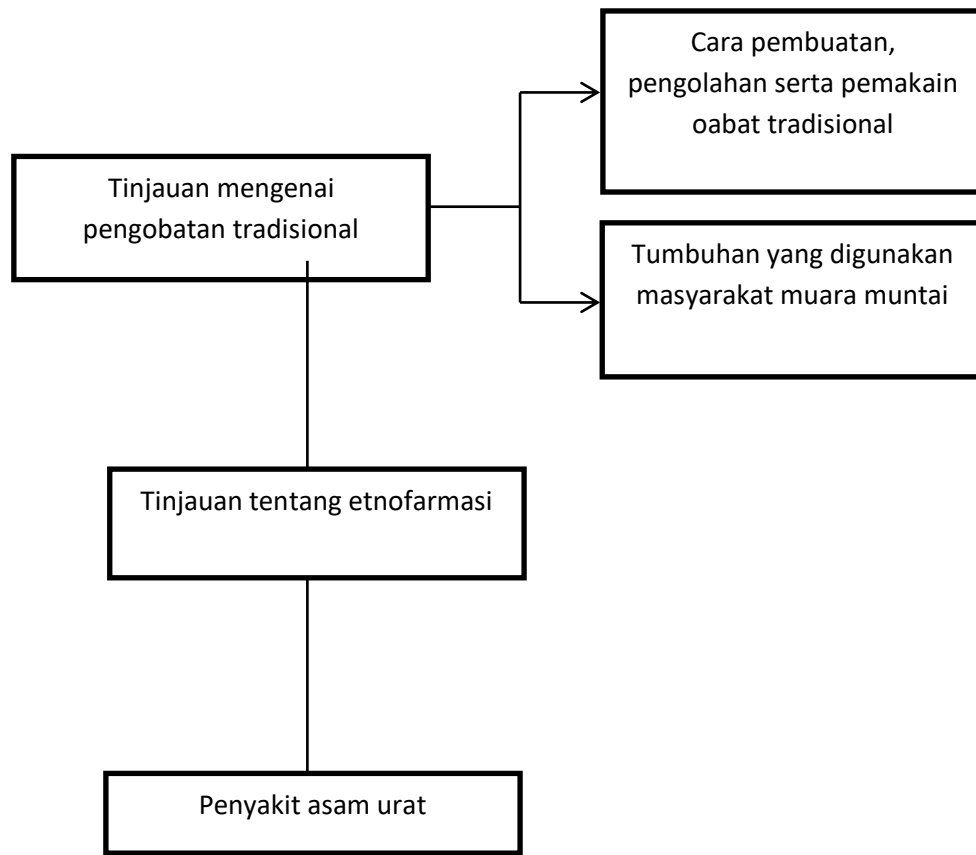 Cara pembuatan,
pengolahan serta pemakain
oabat tradisional
Tinjauan mengenai
pengobatan tradisional
Tumbuhan yang digunakan
masyarakat muara muntai
Tinjauan tentang etnofarmasi
Penyakit asam urat